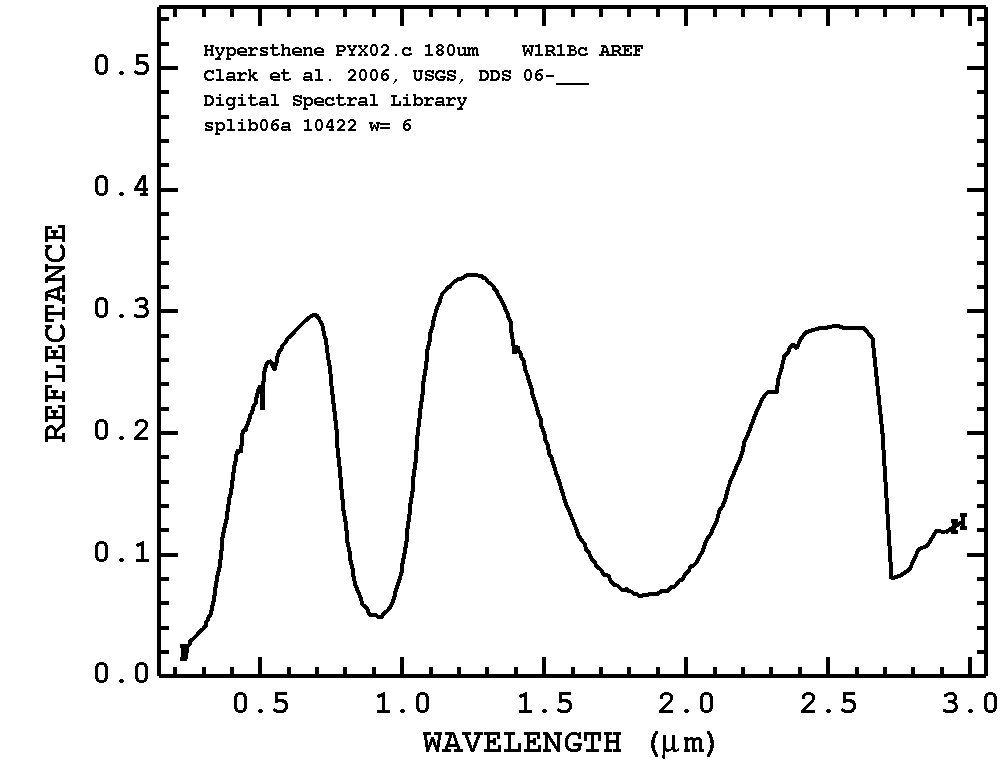 Hypersthene PYX02.c 180um W1R1Bc AREF
Clark et al. 2006, USGS, DDS 06-___
Digital Spectral Library
splib06a 10422 w= 6
REFLECTANCE
0.5
0.4
0.3
0.2
0.1
0.0
0.5 1.0 1.5 2.0 2.5 3.0
WAVELENGTH (μm)